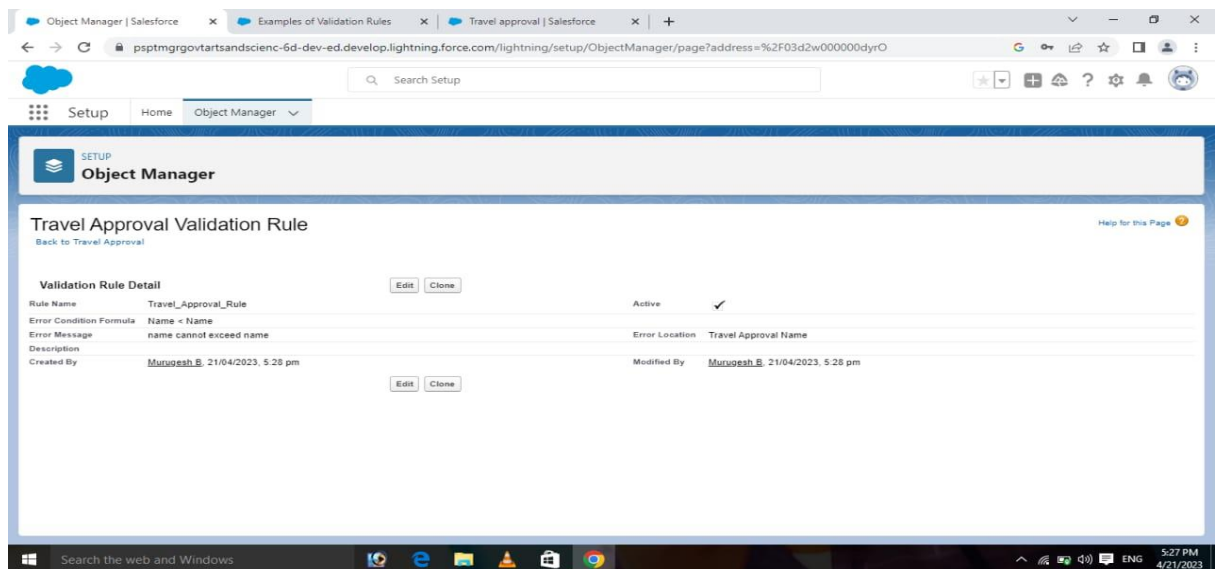 Object Manager | Salesforce
Examples of Validation Rules
Travel approval | Salesforce
psptmgrgovtartsandscienc-6d-dev-ed.develop.lightning.force.com/lightning/setup/ObjectManager/page?address=%2F03d2w000000dyrO
Search Setup
Setup Home Object Manager
SETUP
Object Manager
Travel Approval Validation Rule
Help for this Page
Back to Travel Approval
Validation Rule Detail Edit Clone
Rule Name Travel_Approval_Rule Active
Error Condition Formula Name < Name
Error Message name cannot exceed name Error Location Travel Approval Name
Description
Created By Murugesh B, 21/04/2023, 5:28 pm Modified By Murugesh B, 21/04/2023, 5:28 pm
Edit Clone
Search the web and Windows
ENG
5:27 PM
4/21/2023